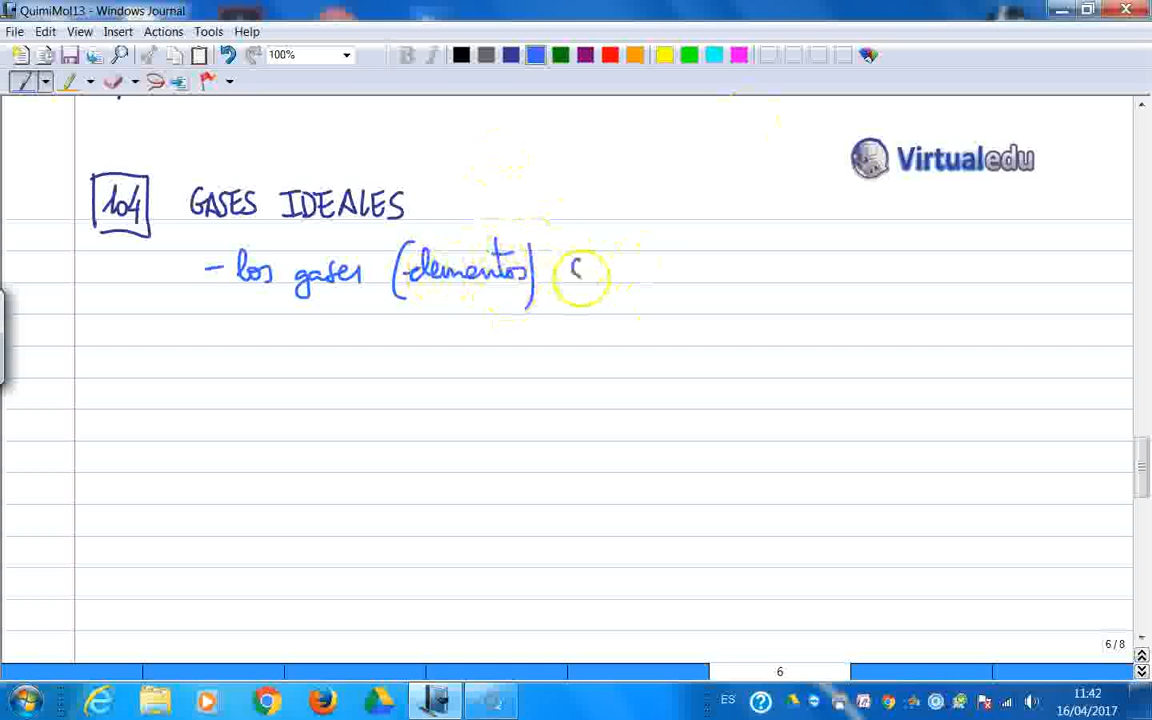 QuimiMol13 - Windows Journal
File Edit View Insert Actions Tools Help
100%
B I
Virtualedu
104 GASES IDEALES
- los gases (elementos)
6 / 8
6
ES
11:42
16/04/2017